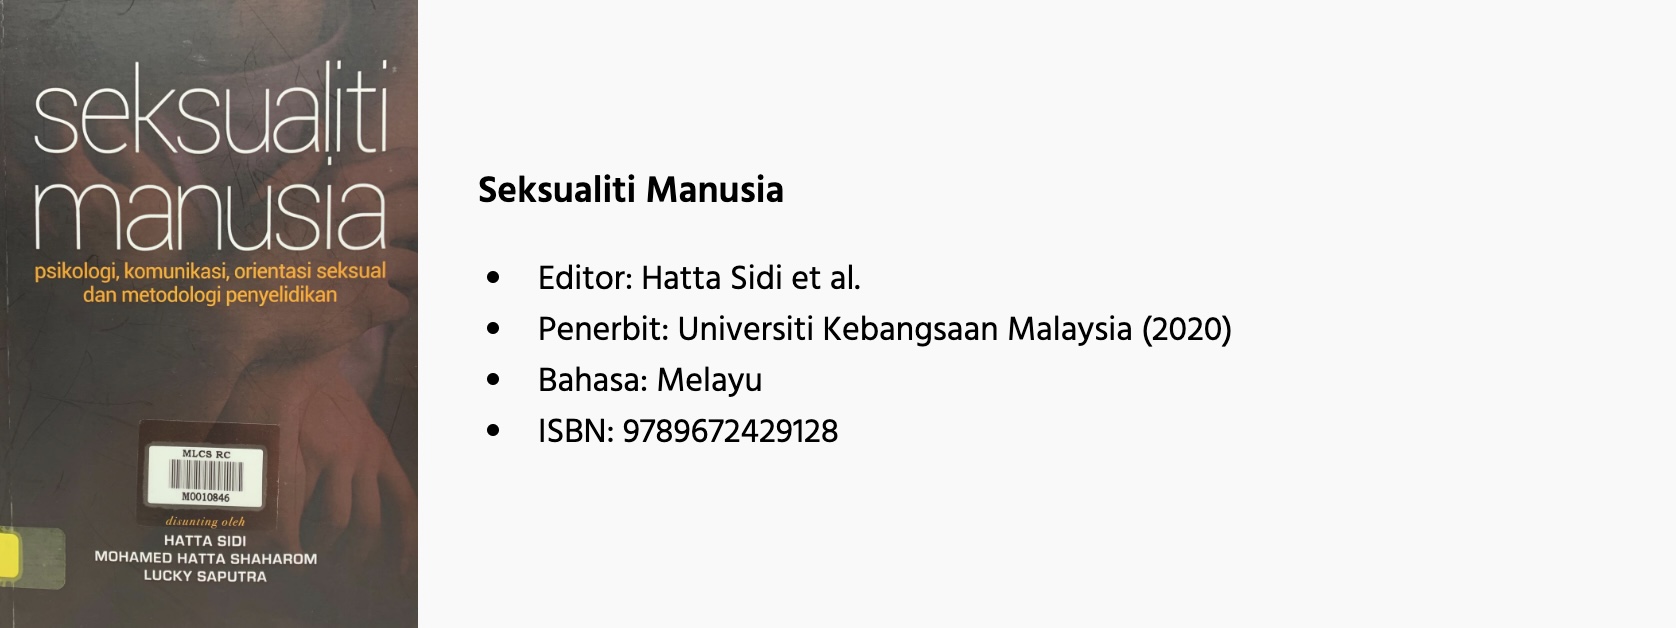 seksualiti
manusia
psikologi, komunikasi, orientasi seksual
dan metodologi penyelidikan
MLCS RC
M0010846
disunting oleh
HATTA SIDI
MOHAMED HATTA SHAHAROM
LUCKY SAPUTRA
Seksualiti Manusia
• Editor: Hatta Sidi et al.
• Penerbit: Universiti Kebangsaan Malaysia (2020)
• Bahasa: Melayu
• ISBN: 9789672429128